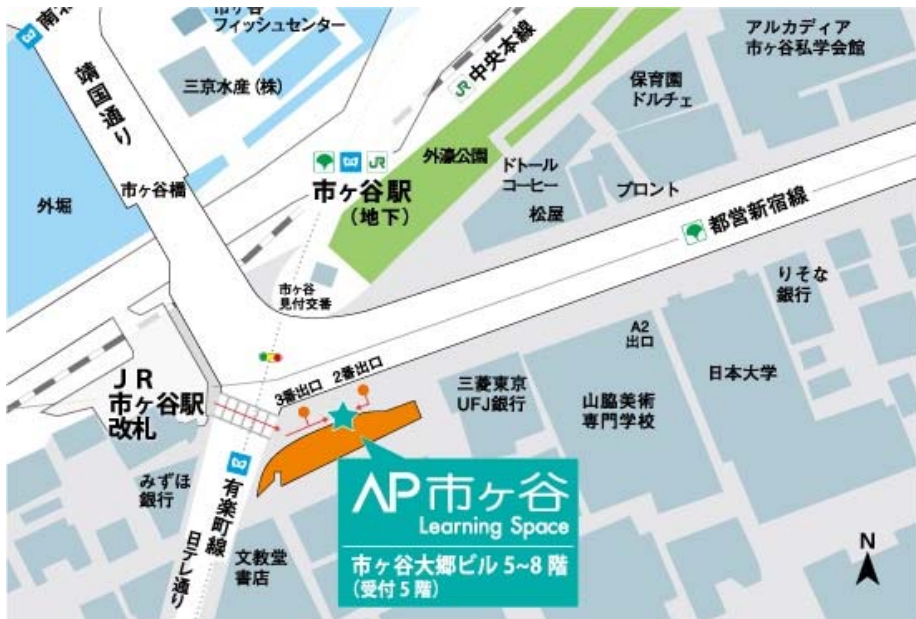 市ヶ谷
フィッシュセンター
アルカディア
市ヶ谷私学会館
靖国通り
三京水産(株)
JR中央本線
保育園
ドルチェ
外濠公園
ドトール
コーヒー
松屋
プロント
外堀
市ヶ谷橋
JR
市ヶ谷駅
(地下)
都営新宿線
市ヶ谷
見付交番
りそな
銀行
A2
出口
日本大学
3番出口
2番出口
三菱東京
UFJ銀行
山脇美術
専門学校
JR
市ヶ谷駅
改札
みずほ
銀行
有楽町線
日テレ通り
文教堂
書店
AP市ヶ谷
Learning Space
市ヶ谷大郷ビル 5~8 階
(受付 5 階)
N